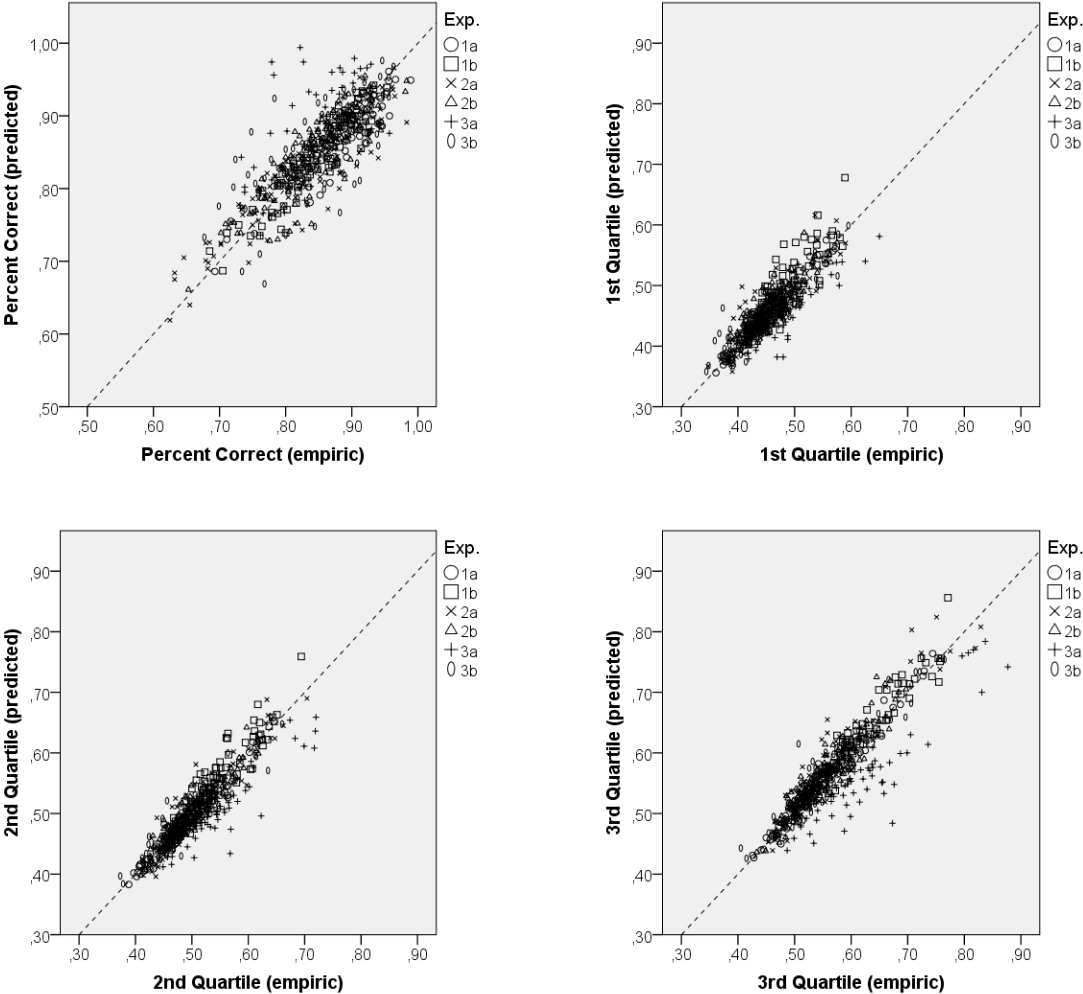 Exp.
1a
1b
2a
2b
3a
3b
1,00
,90
,80
,70
,60
,50
,50 ,60 ,70 ,80 ,90 1,00
Percent Correct (predicted)
Percent Correct (empiric)
Exp.
1a
1b
2a
2b
3a
3b
,90
,80
,70
,60
,50
,40
,30
,30 ,40 ,50 ,60 ,70 ,80 ,90
1st Quartile (predicted)
1st Quartile (empiric)
Exp.
1a
1b
2a
2b
3a
3b
,90
,80
,70
,60
,50
,40
,30
,30 ,40 ,50 ,60 ,70 ,80 ,90
2nd Quartile (predicted)
2nd Quartile (empiric)
Exp.
1a
1b
2a
2b
3a
3b
,90
,80
,70
,60
,50
,40
,30
,30 ,40 ,50 ,60 ,70 ,80 ,90
3rd Quartile (predicted)
3rd Quartile (empiric)